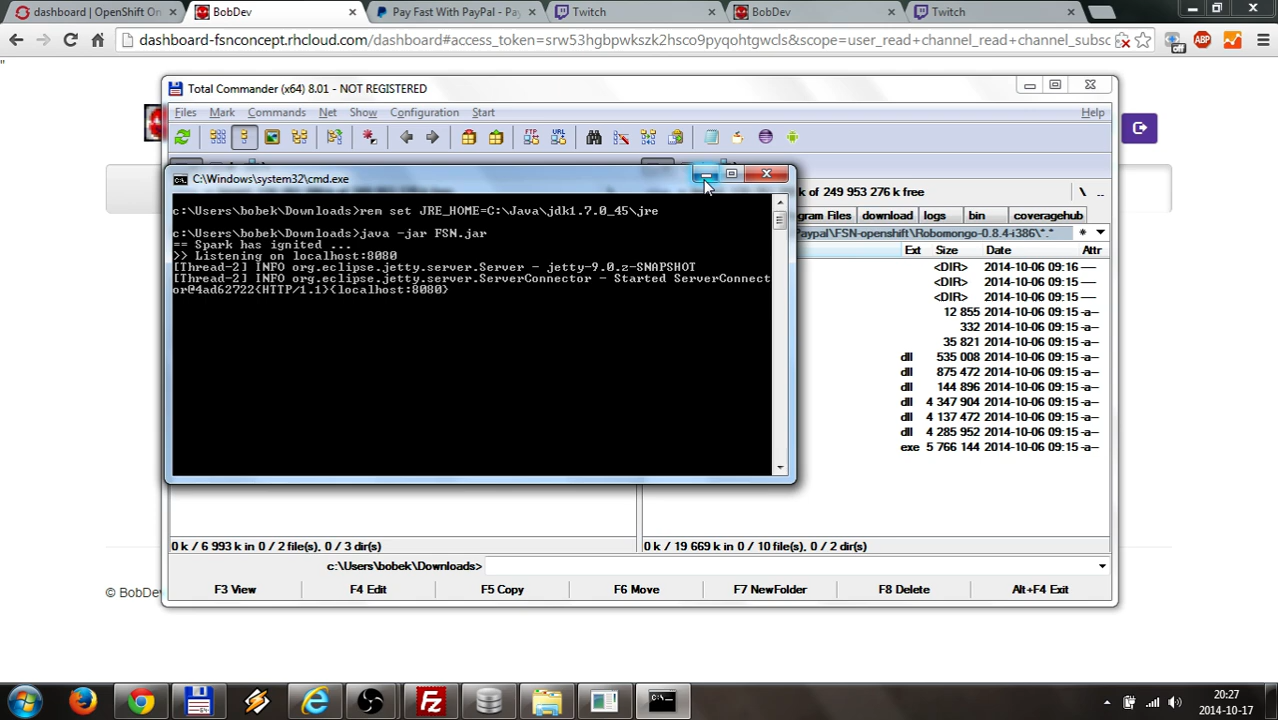 dashboard | OpenShift On
BobDev
Pay Fast With PayPal - Pay
Twitch
BobDev
Twitch
dashboard-fsnconcept.rhcloud.com/dashboard#access_token=srw53hgbpwkszk2hsco9pyqohtgwcls&scope=user_read+channel_read+channel_subsc
off
ABP
"
Total Commander (x64) 8.01 - NOT REGISTERED
Files Mark Commands Net Show Configuration Start Help
FTP URL
C:\Windows\system32\cmd.exe
k of 249 953 276 k free \ ..
c:\Users\bobek\Downloads>rem set JRE_HOME=C:\Java\jdk1.7.0_45\jre
c:\Users\bobek\Downloads>java -jar FSN.jar
== Spark has ignited ...
>> Listening on localhost:8080
[Thread-2] INFO org.eclipse.jetty.server.Server - jetty-9.0.z-SNAPSHOT
[Thread-2] INFO org.eclipse.jetty.server.ServerConnector - Started ServerConnect
or@4ad62722{HTTP/1.1}{localhost:8080}
gram Files download logs bin coveragehub
Paypal\FSN-openshift\Robomongo-0.8.4+386\*.* * ▼
Ext Size Date Attr
<DIR> 2014-10-06 09:16 ----
<DIR> 2014-10-06 09:15 ----
<DIR> 2014-10-06 09:15 ----
12 855 2014-10-06 09:15 -a--
332 2014-10-06 09:15 -a--
35 821 2014-10-06 09:15 -a--
dll 535 008 2014-10-06 09:15 -a--
dll 875 472 2014-10-06 09:15 -a--
dll 144 896 2014-10-06 09:15 -a--
dll 4 347 904 2014-10-06 09:15 -a--
dll 4 137 472 2014-10-06 09:15 -a--
dll 4 285 952 2014-10-06 09:15 -a--
exe 5 766 144 2014-10-06 09:15 -a--
0 k / 6 993 k in 0 / 2 file(s), 0 / 3 dir(s)
0 k / 19 669 k in 0 / 10 file(s), 0 / 2 dir(s)
c:\Users\bobek\Downloads>
F3 View F4 Edit F5 Copy F6 Move F7 NewFolder F8 Delete Alt+F4 Exit
© BobDe
20:27
2014-10-17